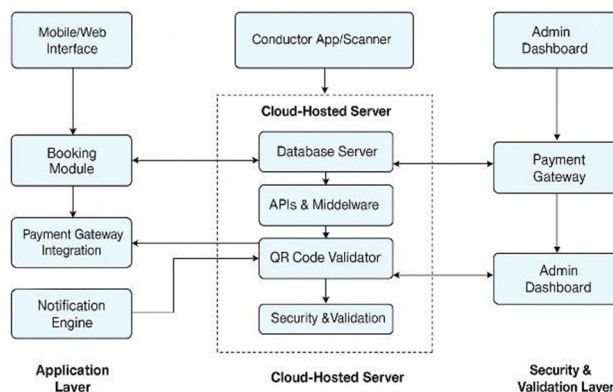 Mobile/Web
Interface
Conductor App/Scanner
Admin
Dashboard
Cloud-Hosted Server
Booking
Module
Database Server
Payment
Gateway
APIs & Middelware
Payment Gateway
Integration
QR Code Validator
Admin
Dashboard
Notification
Engine
Security &Validation
Application
Layer
Cloud-Hosted Server
Security &
Validation Layer